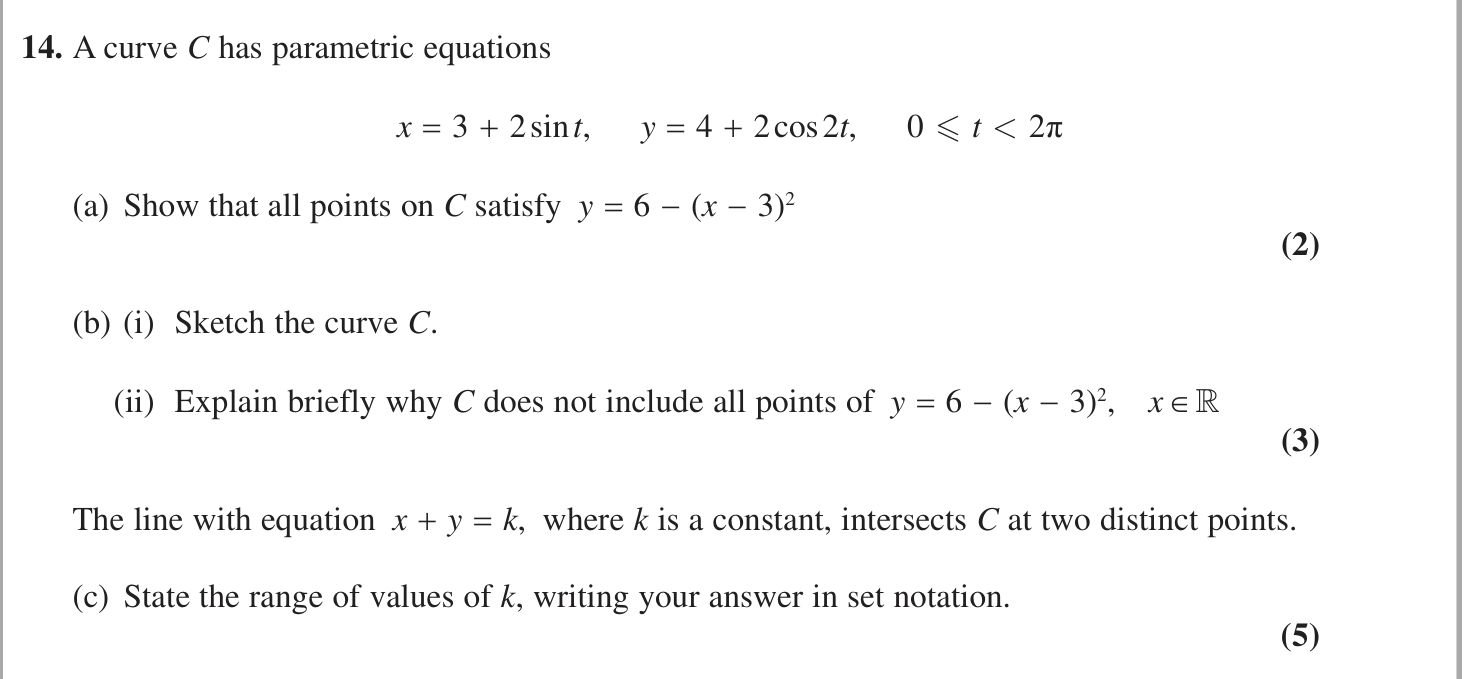 14. A curve C has parametric equations
x = 3 + 2 sin t, y = 4 + 2 cos 2t, 0 ⩽ t < 2π
(a) Show that all points on C satisfy y = 6 − (x − 3)²
(2)
(b) (i) Sketch the curve C.
(ii) Explain briefly why C does not include all points of y = 6 − (x − 3)², x ∈ ℝ
(3)
The line with equation x + y = k, where k is a constant, intersects C at two distinct points.
(c) State the range of values of k, writing your answer in set notation.
(5)